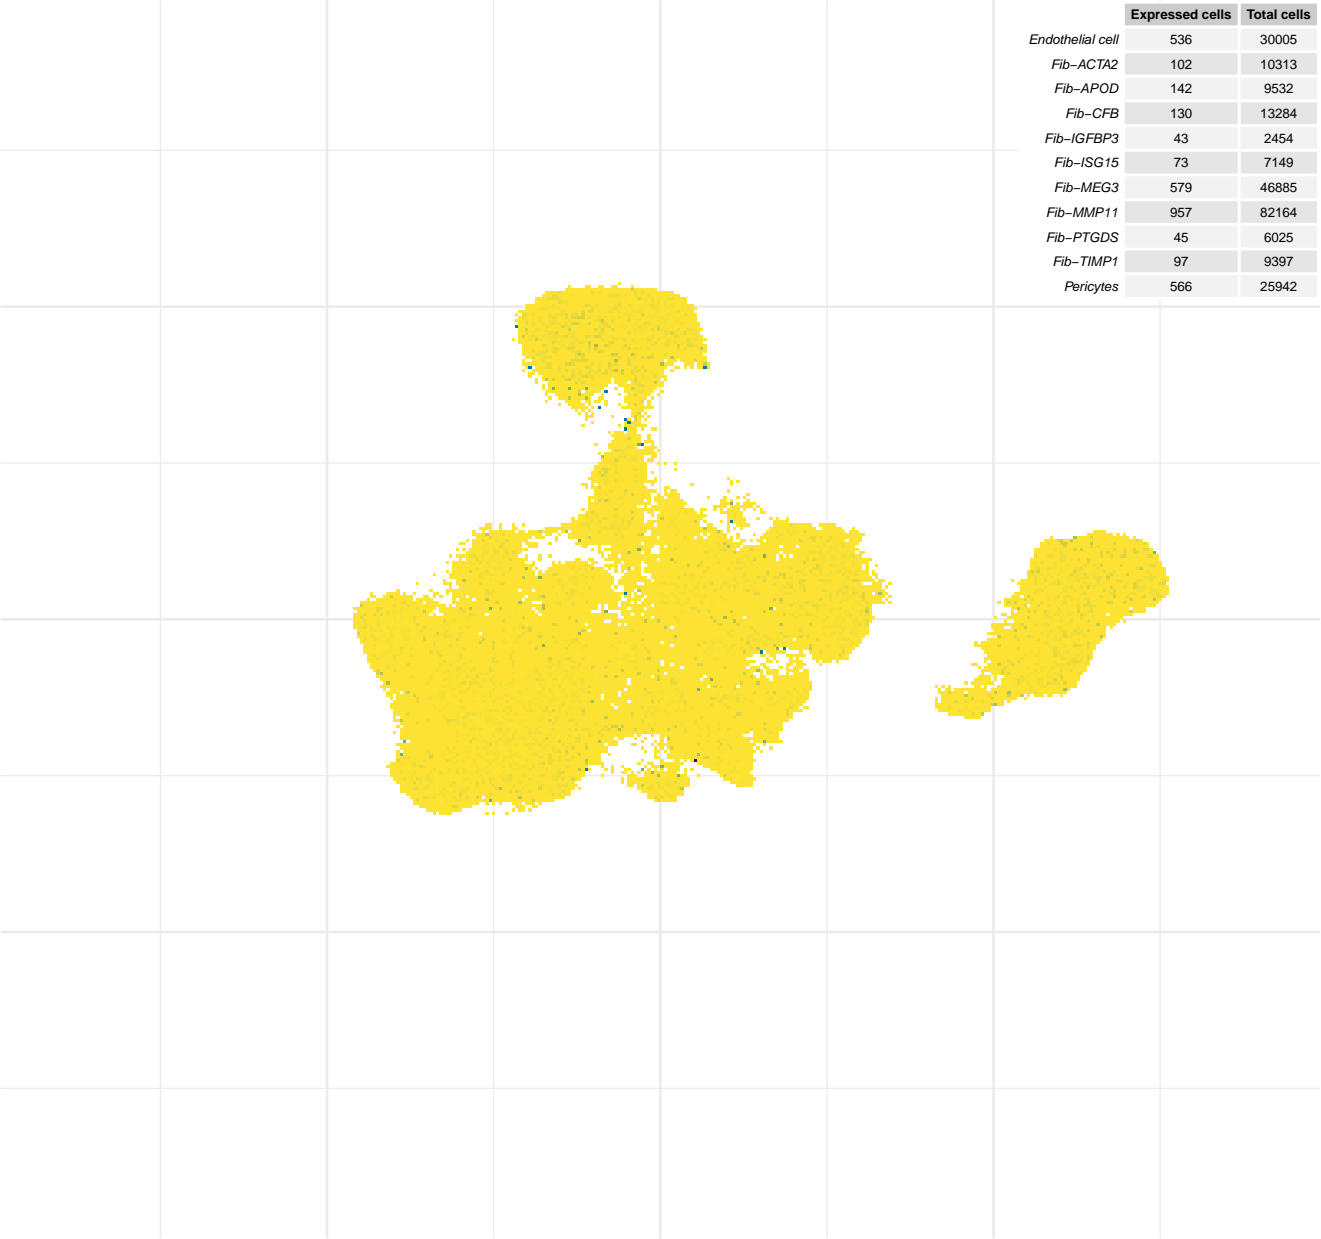 Expressed cells Total cells
Endothelial cell 536 30005
Fib−ACTA2 102 10313
Fib−APOD 142 9532
Fib−CFB 130 13284
Fib−IGFBP3 43 2454
Fib−ISG15 73 7149
Fib−MEG3 579 46885
Fib−MMP11 957 82164
Fib−PTGDS 45 6025
Fib−TIMP1 97 9397
Pericytes 566 25942